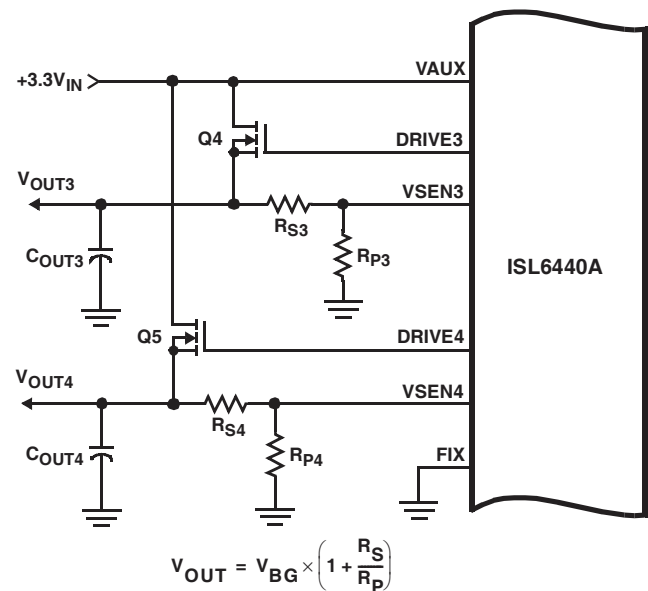 VAUX
+3.3V_IN
Q4
DRIVE3
V_OUT3
VSEN3
R_S3
C_OUT3
R_P3
ISL6440A
Q5
DRIVE4
V_OUT4
VSEN4
R_S4
C_OUT4
R_P4
FIX
V_OUT = V_BG × (1 + R_S/R_P)